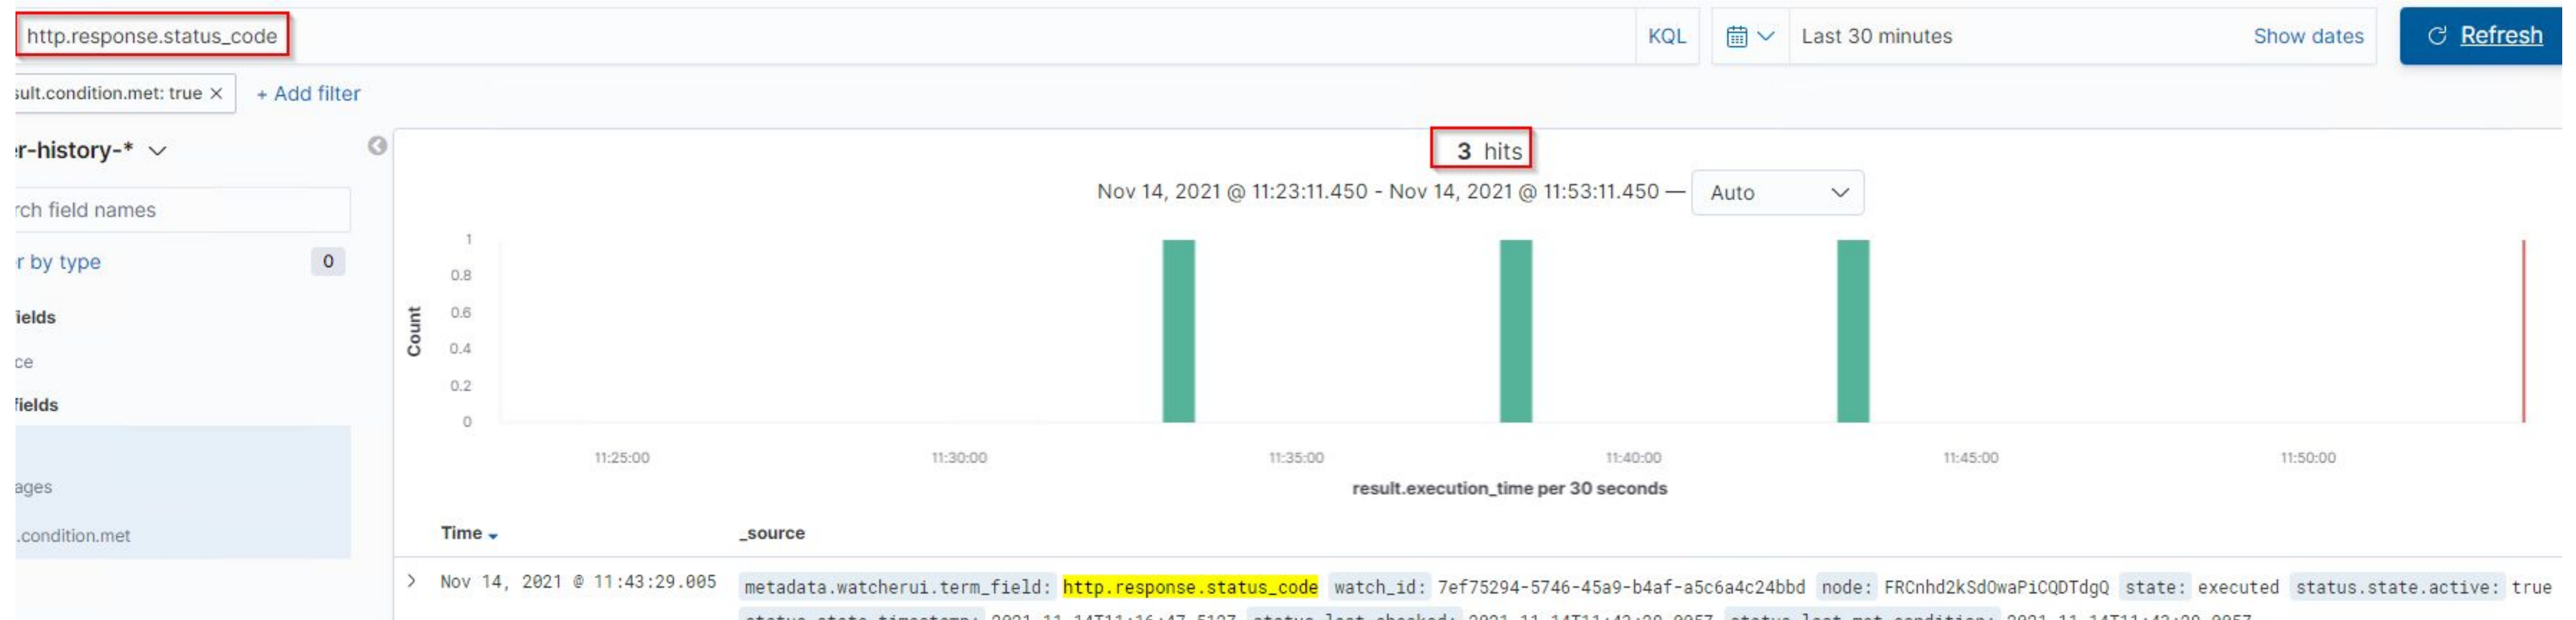 http.response.status_code KQL Last 30 minutes Show dates Refresh
sult.condition.met: true × + Add filter
r-history-*
3 hits
rch field names
Nov 14, 2021 @ 11:23:11.450 - Nov 14, 2021 @ 11:53:11.450 — Auto
r by type 0
ields
ce
fields
ages
.condition.met
Count
1
0.8
0.6
0.4
0.2
0
11:25:00 11:30:00 11:35:00 11:40:00 11:45:00 11:50:00
result.execution_time per 30 seconds
Time _source
> Nov 14, 2021 @ 11:43:29.005 metadata.watcherui.term_field: http.response.status_code watch_id: 7ef75294-5746-45a9-b4af-a5c6a4c24bbd node: FRCnhd2kSdOwaPiCQDTdgQ state: executed status.state.active: true